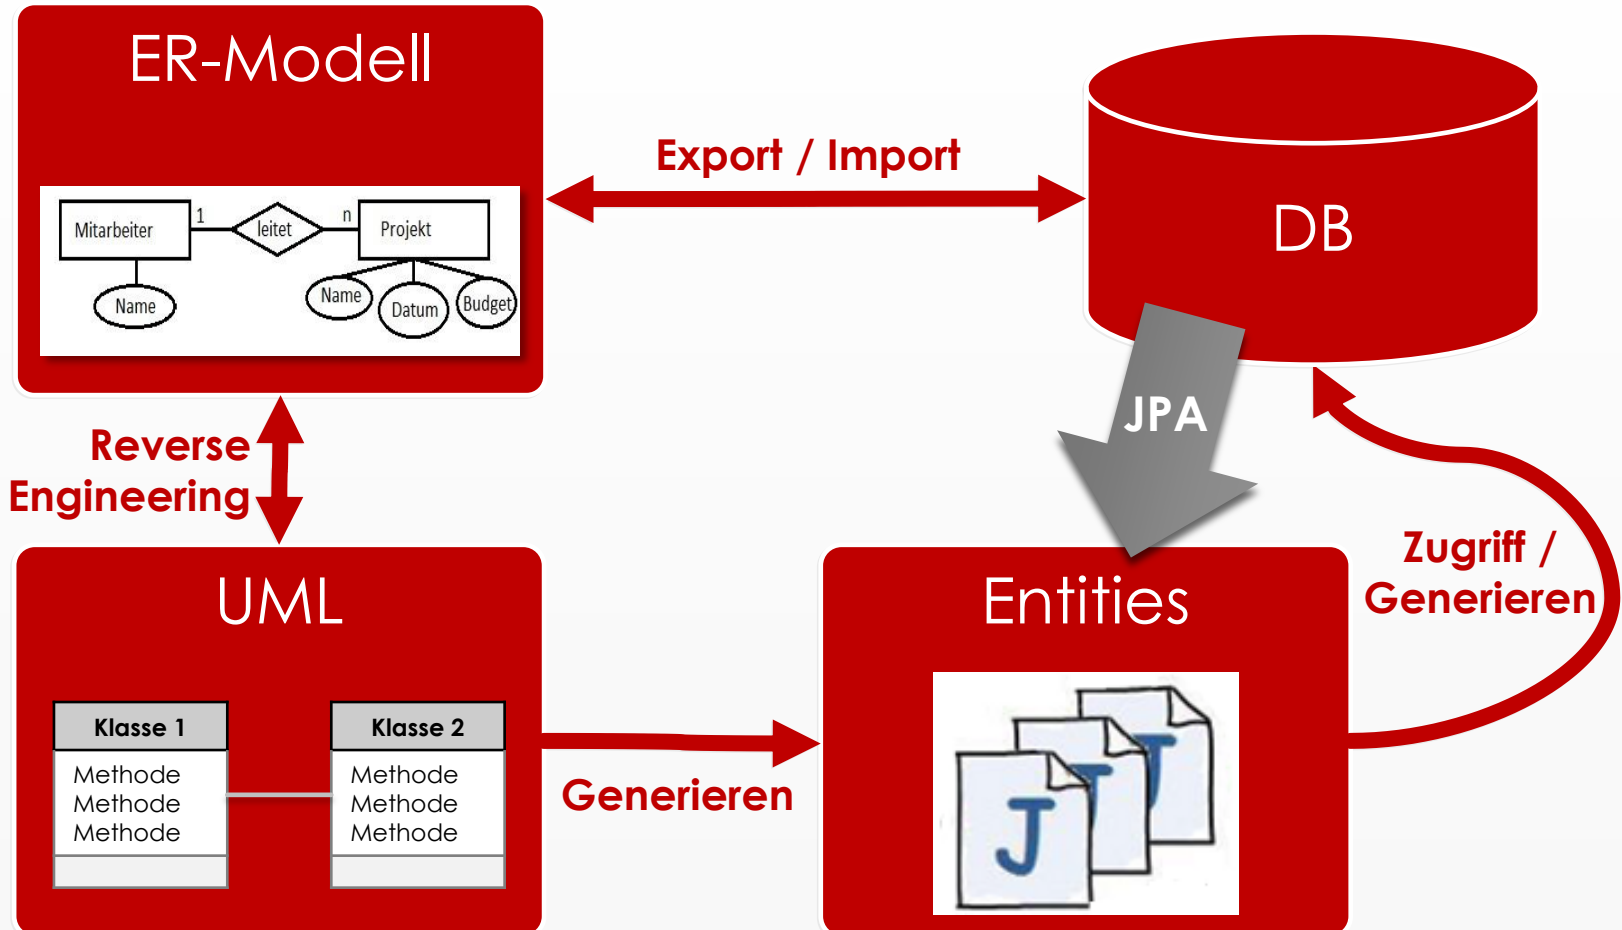 ER-Modell
Mitarbeiter
1
leitet
n
Projekt
Name
Name
Datum
Budget
Export / Import
DB
JPA
Reverse
Engineering
Zugriff /
Generieren
UML
Klasse 1
Methode
Methode
Methode
Klasse 2
Methode
Methode
Methode
Generieren
Entities
J
J
J